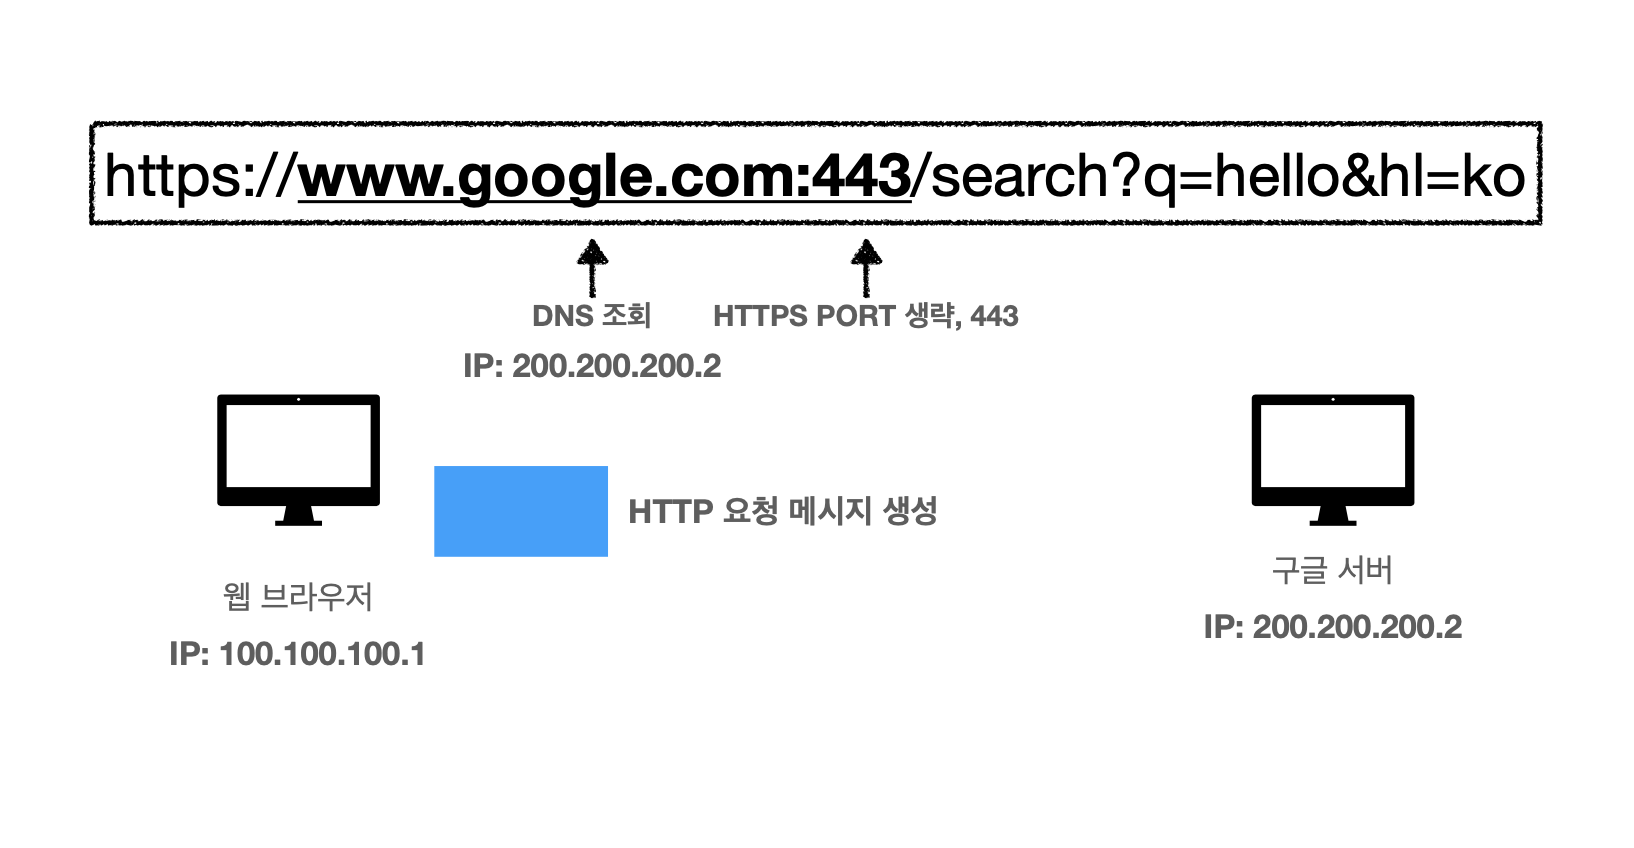 https://www.google.com:443/search?q=hello&hl=ko
DNS 조회
HTTPS PORT 생략, 443
IP: 200.200.200.2
HTTP 요청 메시지 생성
웹 브라우저
IP: 100.100.100.1
구글 서버
IP: 200.200.200.2